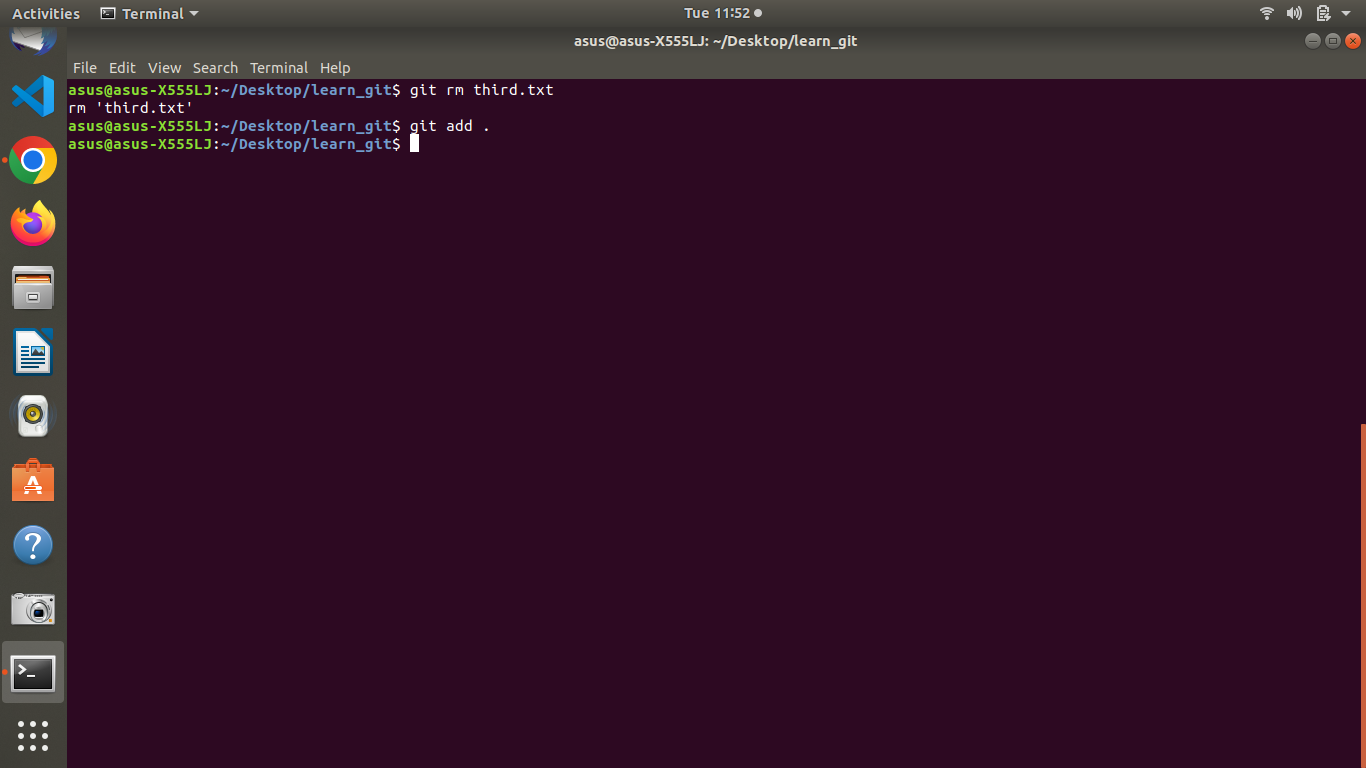 Activities Terminal Tue 11:52
asus@asus-X555LJ: ~/Desktop/learn_git
File Edit View Search Terminal Help
asus@asus-X555LJ:~/Desktop/learn_git$ git rm third.txt
rm 'third.txt'
asus@asus-X555LJ:~/Desktop/learn_git$ git add .
asus@asus-X555LJ:~/Desktop/learn_git$